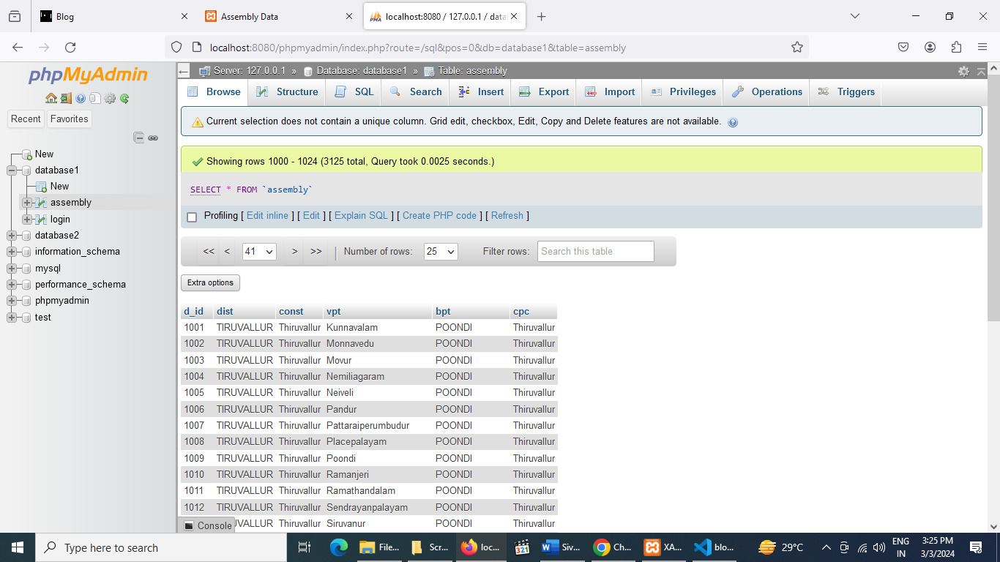 Blog
Assembly Data
localhost:8080 / 127.0.0.1 / data
localhost:8080/phpmyadmin/index.php?route=/sql&pos=0&db=database1&table=assembly
phpMyAdmin
Recent Favorites
New
database1
New
assembly
login
database2
information_schema
mysql
performance_schema
phpmyadmin
test
Server: 127.0.0.1 » Database: database1 » Table: assembly
Browse Structure SQL Search Insert Export Import Privileges Operations Triggers
Current selection does not contain a unique column. Grid edit, checkbox, Edit, Copy and Delete features are not available.
Showing rows 1000 - 1024 (3125 total, Query took 0.0025 seconds.)
SELECT * FROM `assembly`
Profiling [ Edit inline ] [ Edit ] [ Explain SQL ] [ Create PHP code ] [ Refresh ]
<< < 41 > >> | Number of rows: 25 Filter rows: Search this table
Extra options
d_id dist const vpt bpt cpc
1001 TIRUVALLUR Thiruvallur Kunnavalam POONDI Thiruvallur
1002 TIRUVALLUR Thiruvallur Monnavedu POONDI Thiruvallur
1003 TIRUVALLUR Thiruvallur Movur POONDI Thiruvallur
1004 TIRUVALLUR Thiruvallur Nemiliagaram POONDI Thiruvallur
1005 TIRUVALLUR Thiruvallur Neiveli POONDI Thiruvallur
1006 TIRUVALLUR Thiruvallur Pandur POONDI Thiruvallur
1007 TIRUVALLUR Thiruvallur Pattaraiperumbudur POONDI Thiruvallur
1008 TIRUVALLUR Thiruvallur Placepalayam POONDI Thiruvallur
1009 TIRUVALLUR Thiruvallur Poondi POONDI Thiruvallur
1010 TIRUVALLUR Thiruvallur Ramanjeri POONDI Thiruvallur
1011 TIRUVALLUR Thiruvallur Ramathandalam POONDI Thiruvallur
1012 TIRUVALLUR Thiruvallur Sendrayanpalayam POONDI Thiruvallur
VALLUR Thiruvallur Siruvanur POONDI Thiruvallur
Console
Type here to search
File... Scr... loc... Siv... Ch... XA... blo... 29°C ENG 3:25 PM
IN 3/3/2024